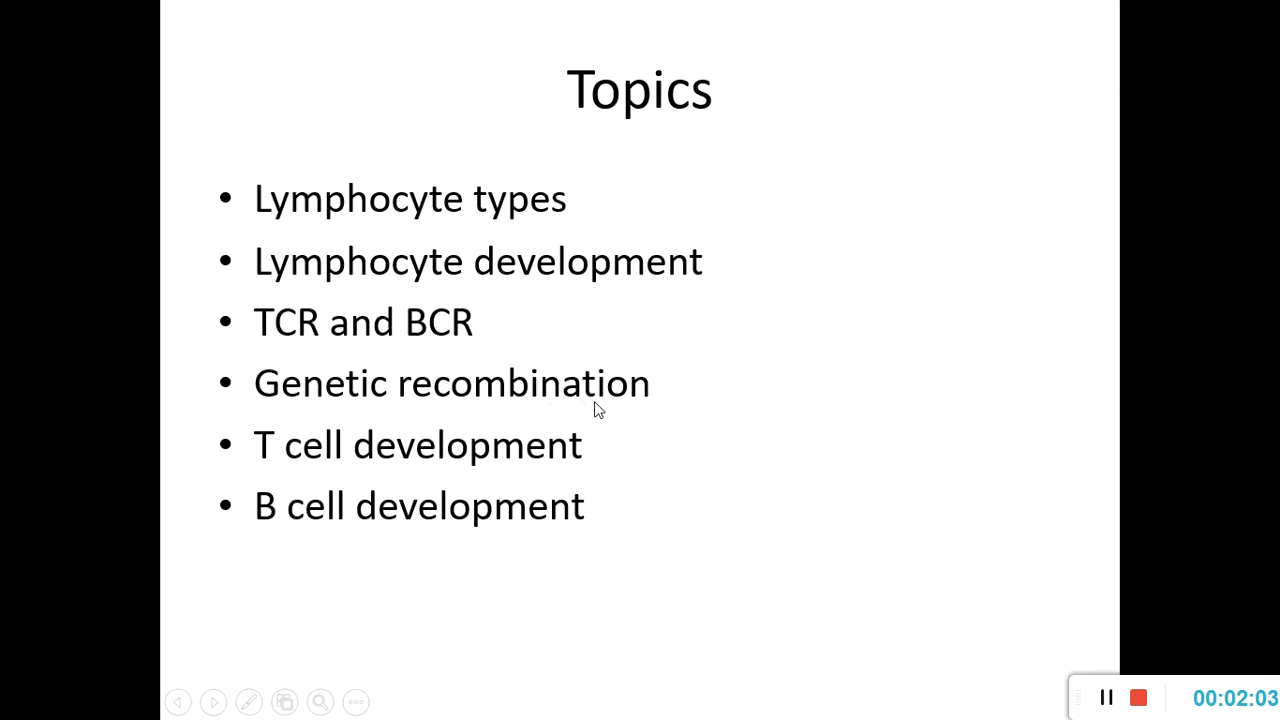 Topics
• Lymphocyte types
• Lymphocyte development
• TCR and BCR
• Genetic recombination
• T cell development
• B cell development
00:02:03